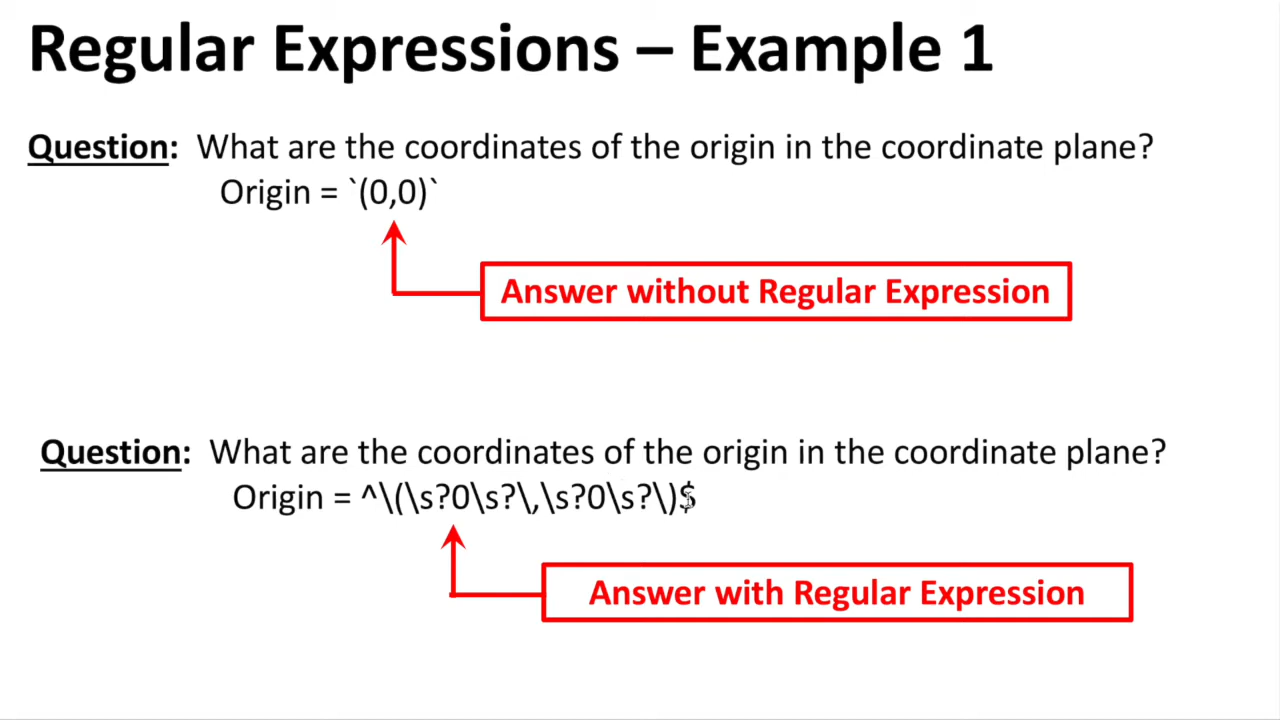 Regular Expressions – Example 1
Question: What are the coordinates of the origin in the coordinate plane?
Origin = `(0,0)`
Answer without Regular Expression
Question: What are the coordinates of the origin in the coordinate plane?
Origin = ^\(\s?0\s?\,\s?0\s?\)$
Answer with Regular Expression